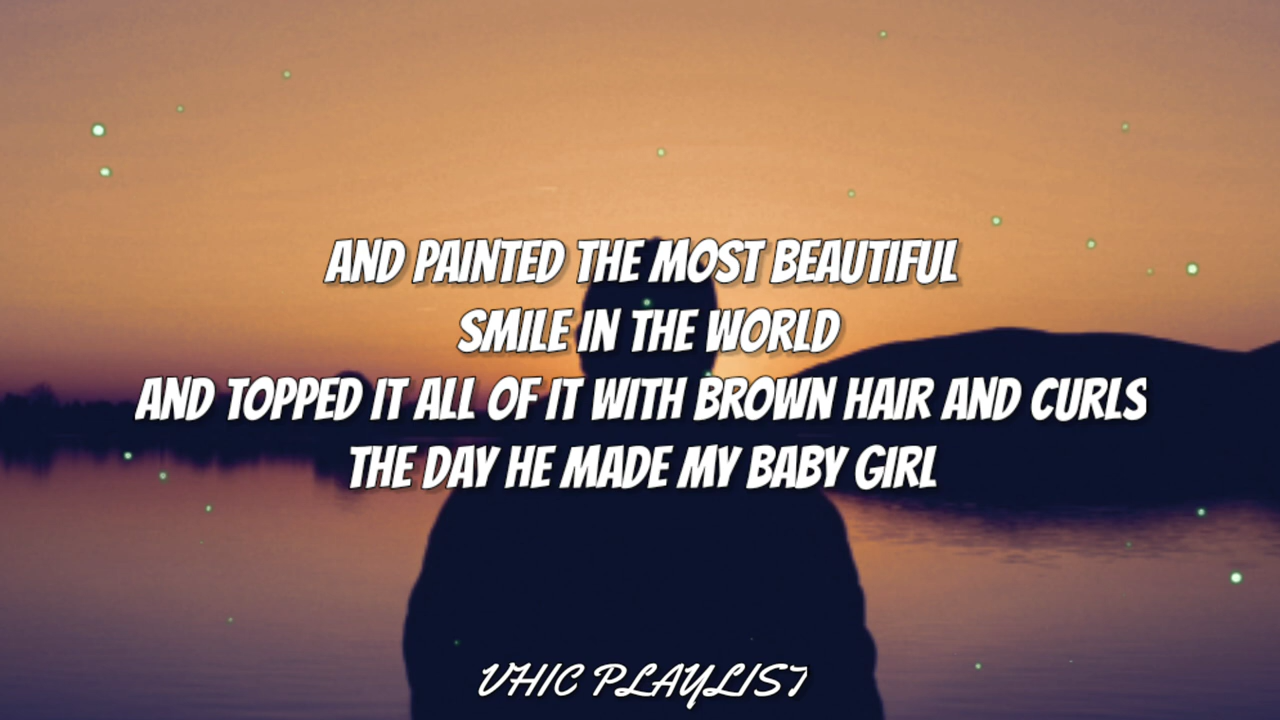 AND PAINTED THE MOST BEAUTIFUL
SMILE IN THE WORLD
AND TOPPED IT ALL OF IT WITH BROWN HAIR AND CURLS
THE DAY HE MADE MY BABY GIRL
VHIC PLAYLIST